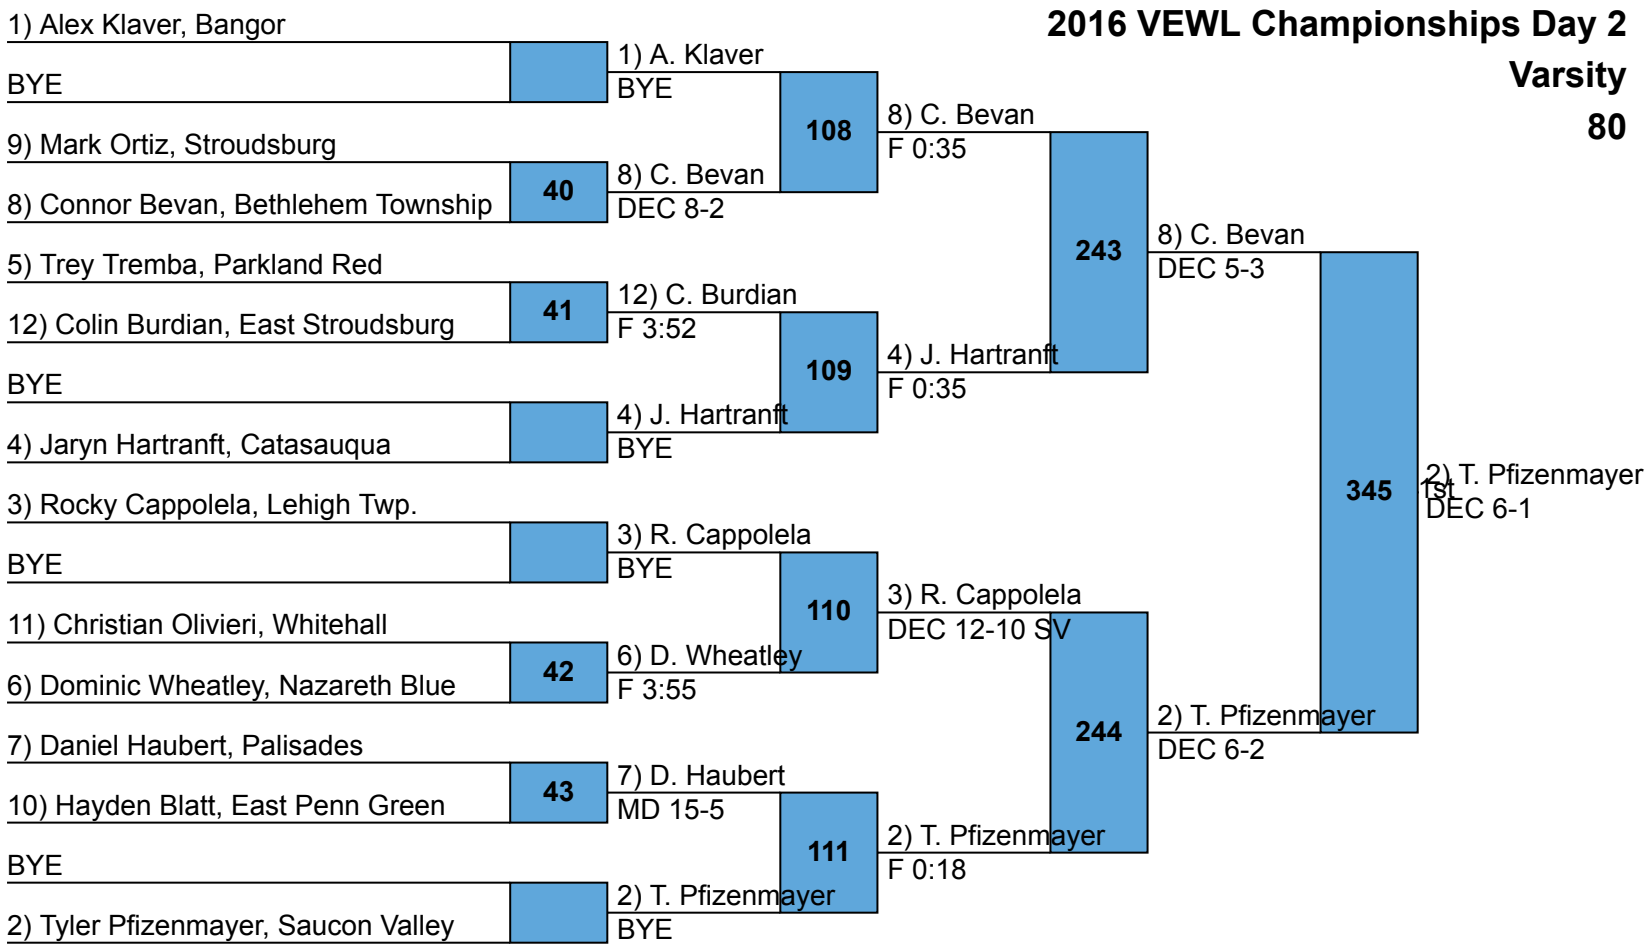 2016 VEWL Championships Day 2
Varsity
80
1) Alex Klaver, Bangor
BYE
9) Mark Ortiz, Stroudsburg
8) Connor Bevan, Bethlehem Township
5) Trey Tremba, Parkland Red
12) Colin Burdian, East Stroudsburg
BYE
4) Jaryn Hartranft, Catasauqua
3) Rocky Cappolela, Lehigh Twp.
BYE
11) Christian Olivieri, Whitehall
6) Dominic Wheatley, Nazareth Blue
7) Daniel Haubert, Palisades
10) Hayden Blatt, East Penn Green
BYE
2) Tyler Pfizenmayer, Saucon Valley
40
41
42
43
1) A. Klaver
BYE
8) C. Bevan
DEC 8-2
12) C. Burdian
F 3:52
4) J. Hartranft
BYE
3) R. Cappolela
BYE
6) D. Wheatley
F 3:55
7) D. Haubert
MD 15-5
2) T. Pfizenmayer
BYE
108
109
110
111
8) C. Bevan
F 0:35
4) J. Hartranft
F 0:35
3) R. Cappolela
DEC 12-10 SV
2) T. Pfizenmayer
F 0:18
243
244
8) C. Bevan
DEC 5-3
2) T. Pfizenmayer
DEC 6-2
345
2) T. Pfizenmayer
1st
DEC 6-1